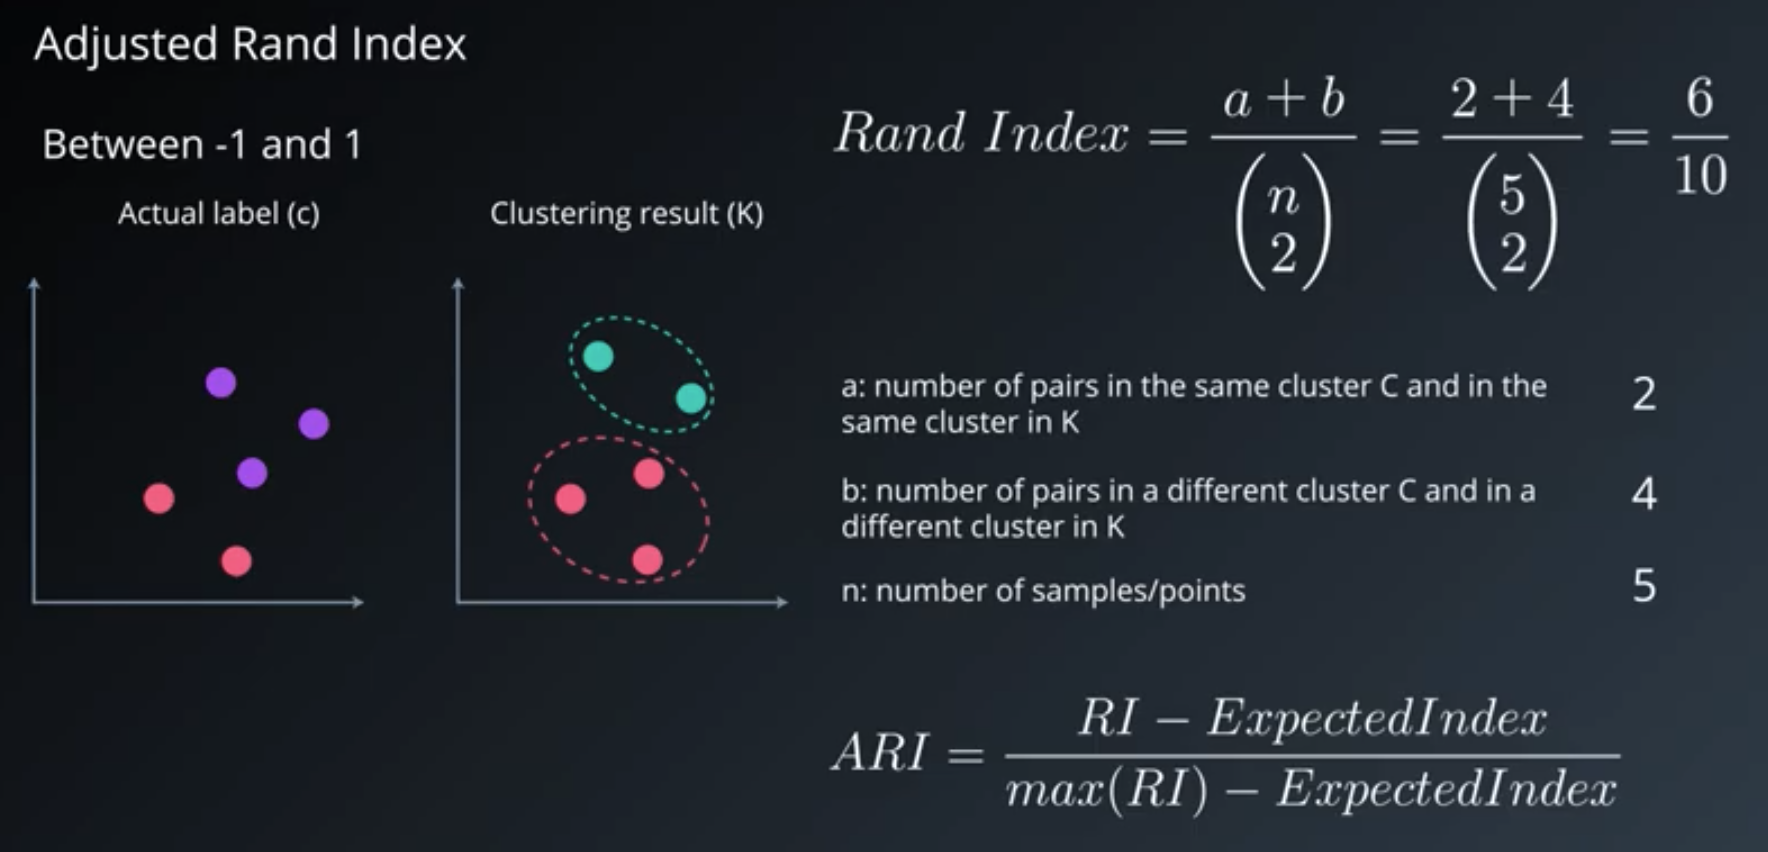 Adjusted Rand Index
Between -1 and 1
Actual label (c)
Clustering result (K)
Rand Index = \frac{a + b}{\binom{n}{2}} = \frac{2 + 4}{\binom{5}{2}} = \frac{6}{10}
a: number of pairs in the same cluster C and in the
same cluster in K
2
b: number of pairs in a different cluster C and in a
different cluster in K
4
n: number of samples/points
5
ARI = \frac{RI - ExpectedIndex}{max(RI) - ExpectedIndex}